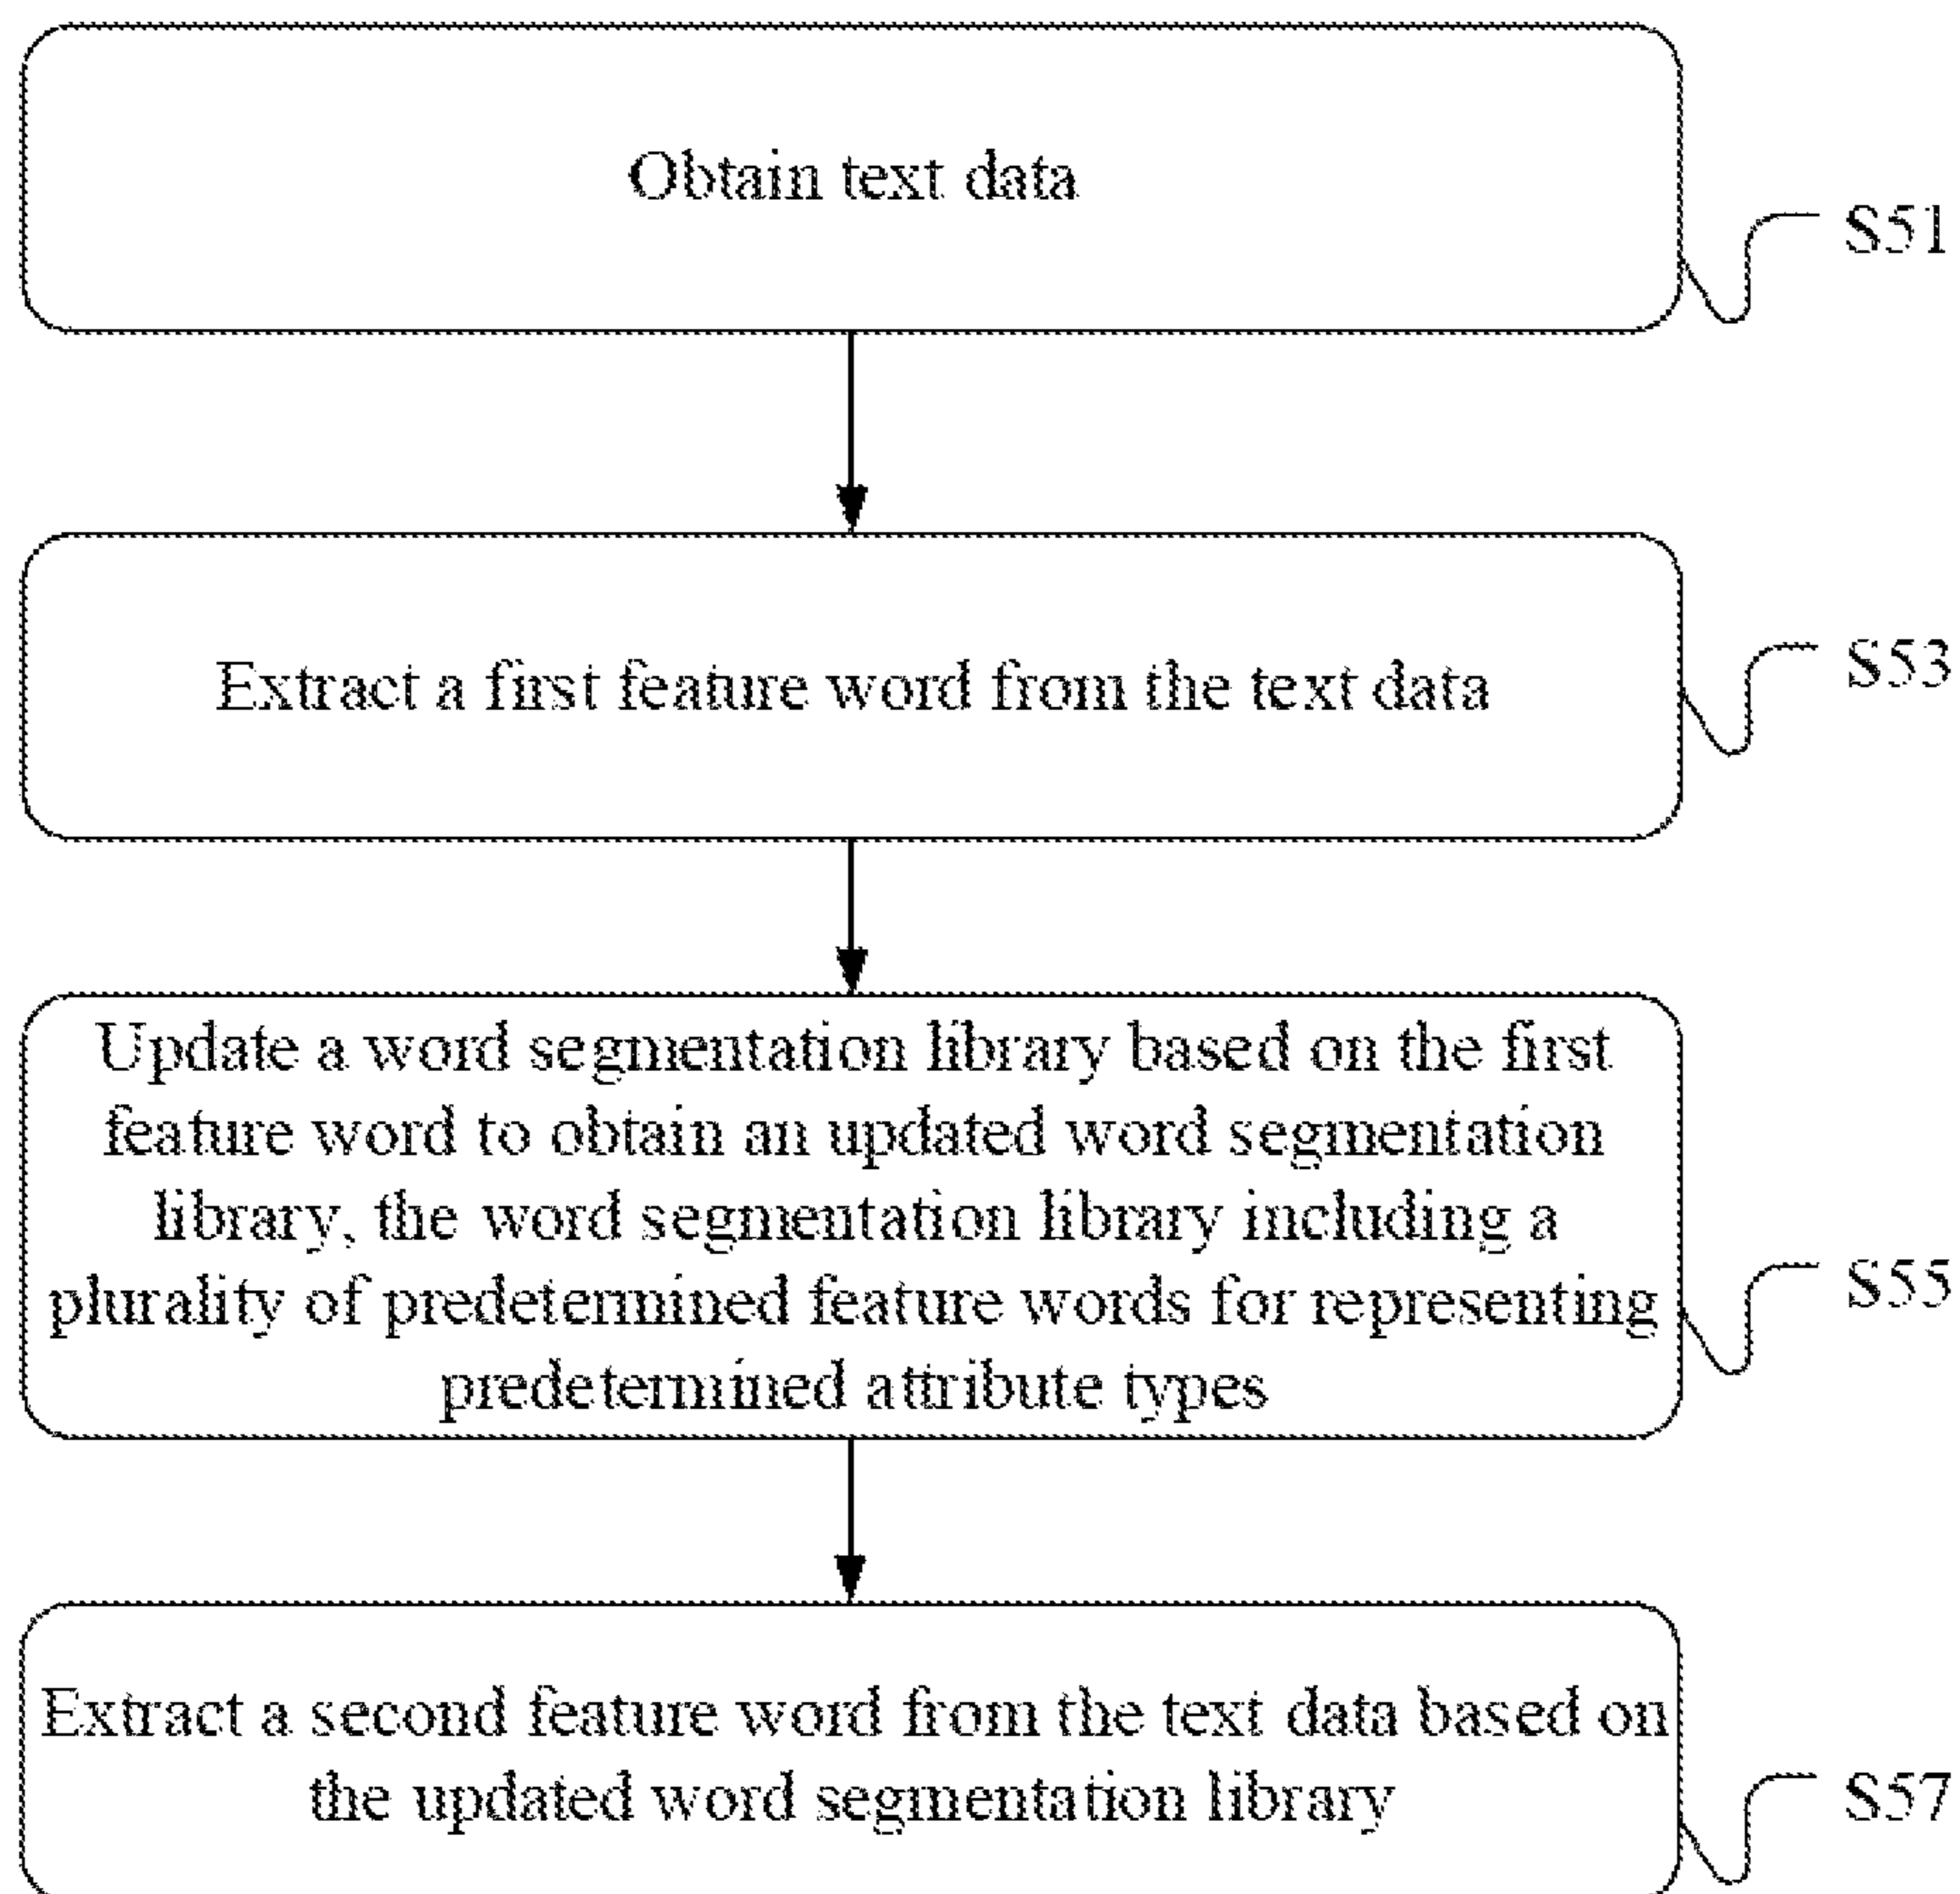 Obtain text data
S51
Extract a first feature word from the text data
S53
Update a word segmentation library based on the first
feature word to obtain an updated word segmentation
library, the word segmentation library including a
plurality of predetermined feature words for representing
predetermined attribute types
S55
Extract a second feature word from the text data based on
the updated word segmentation library
S57